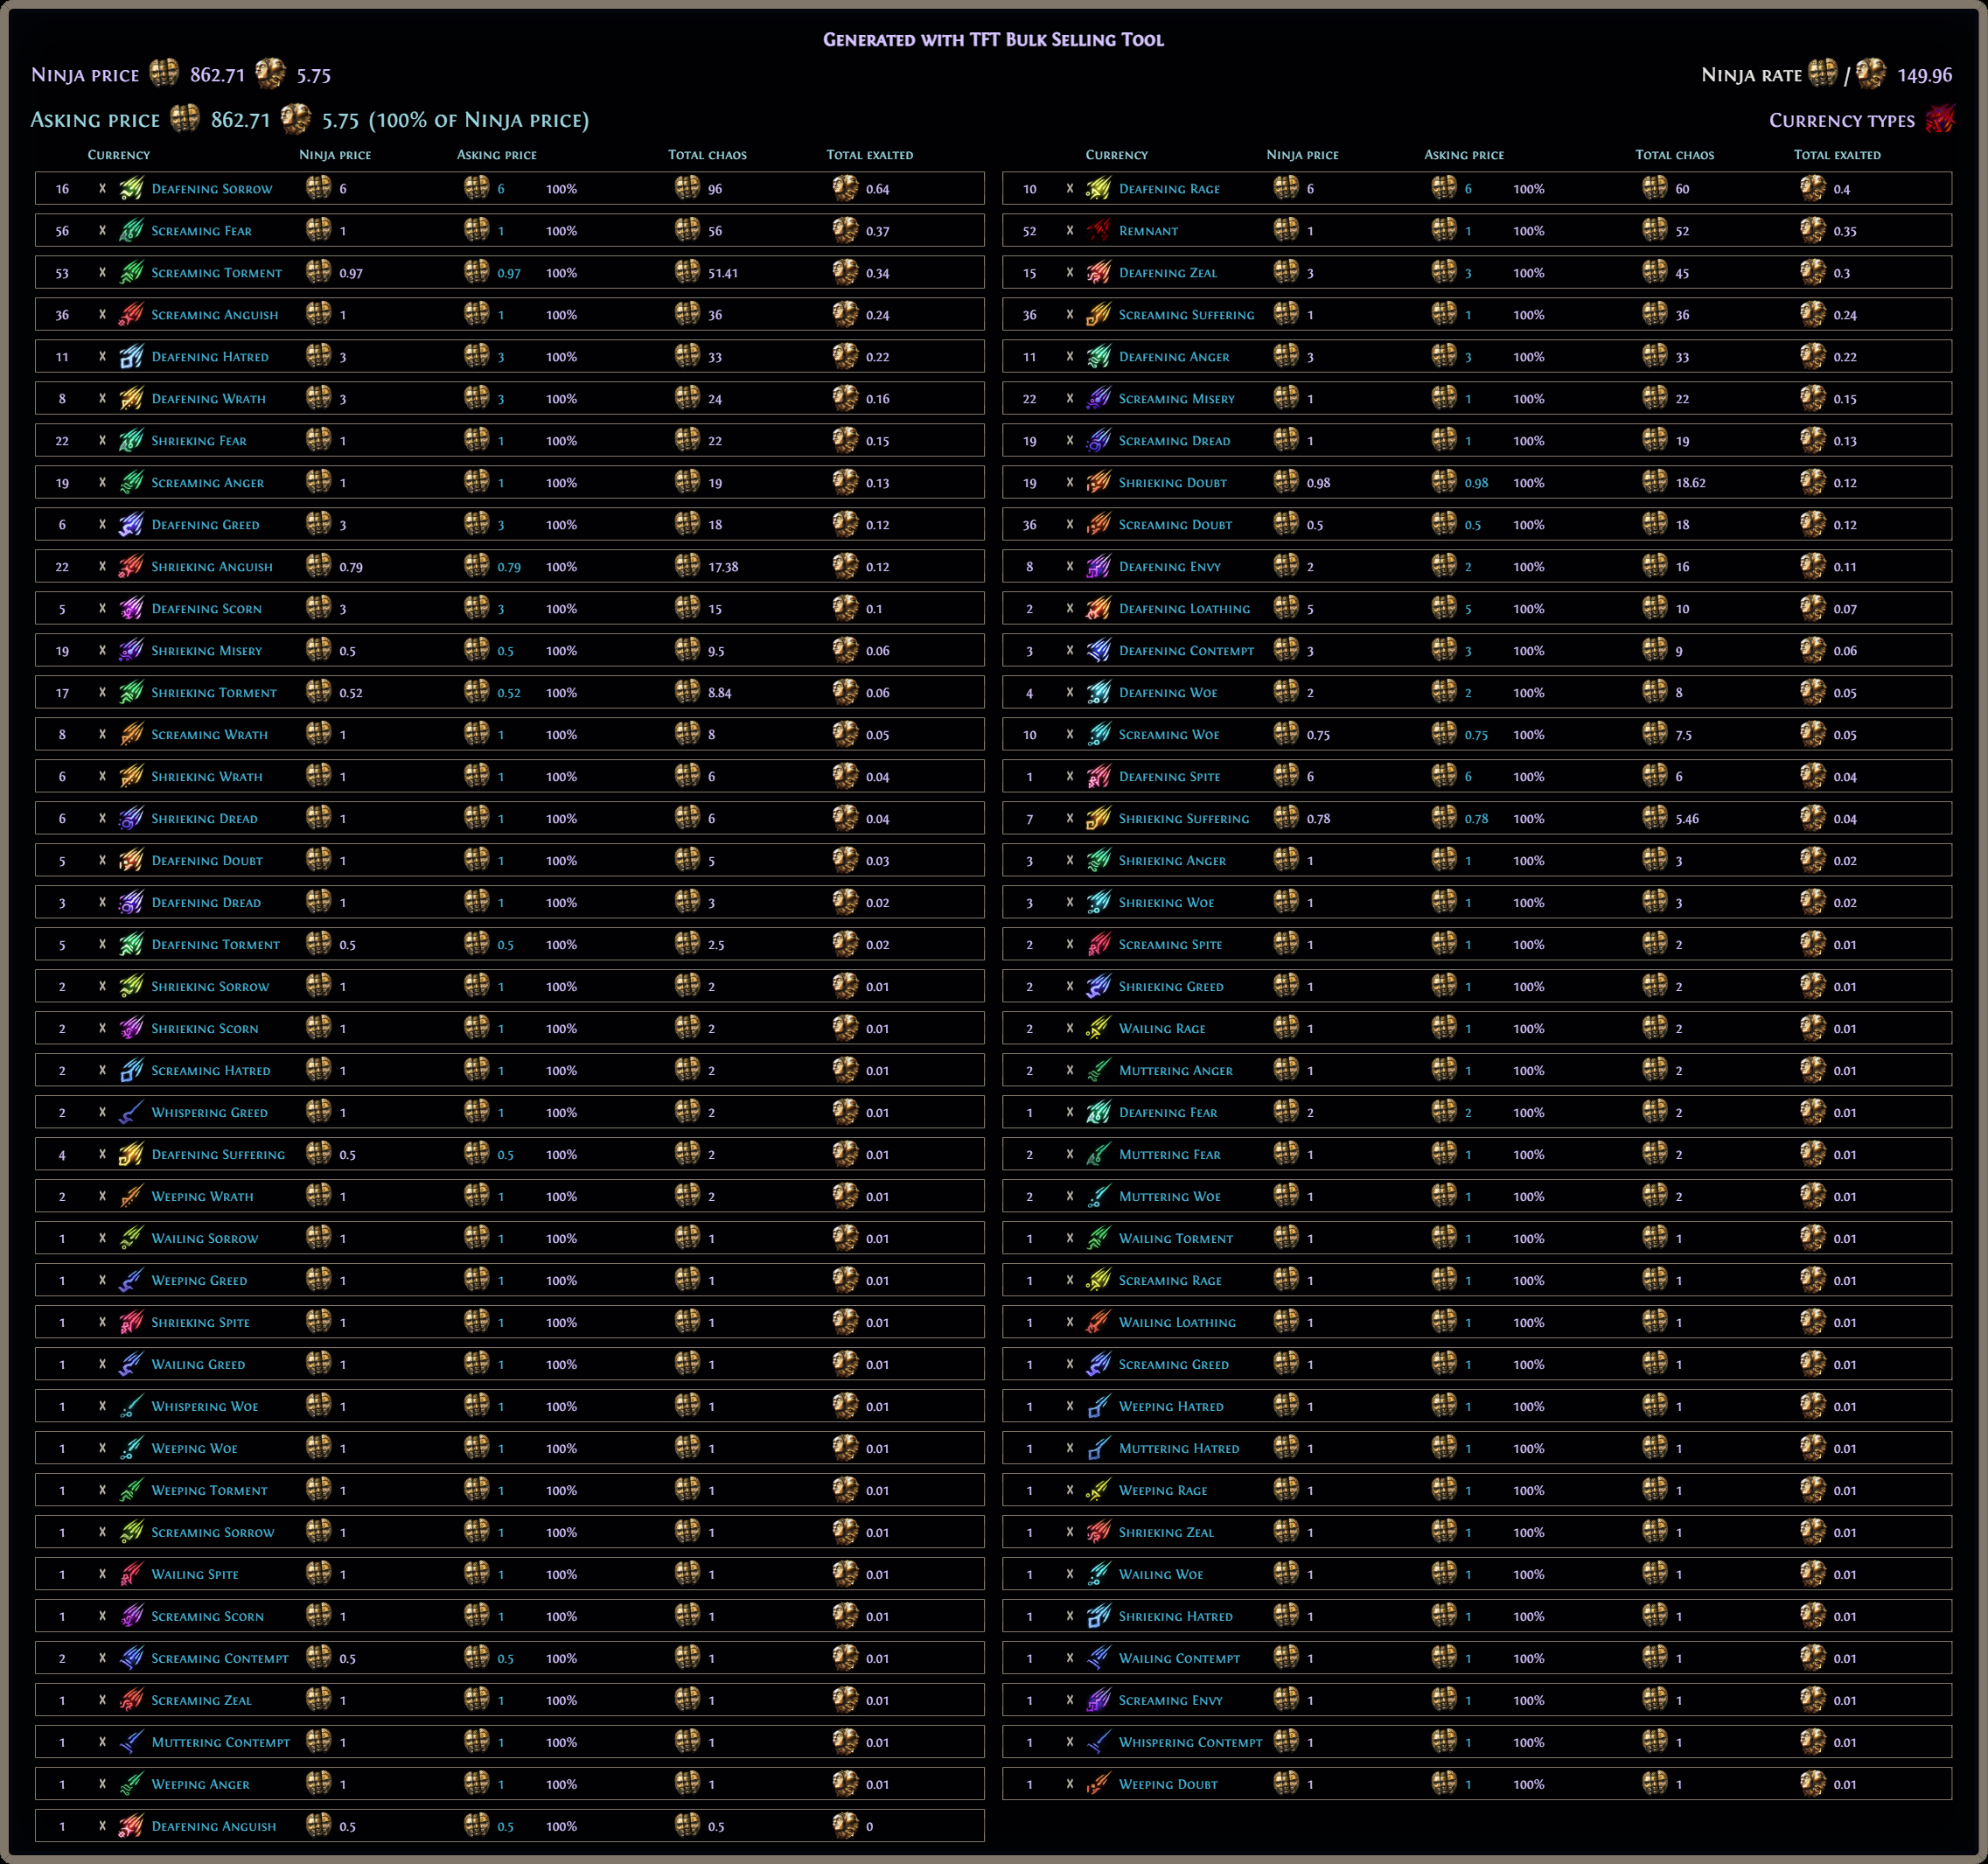 Generated with TFT Bulk Selling Tool
Ninja price 862.71 5.75
Ninja rate / 149.96
Asking price 862.71 5.75 (100% of Ninja price)
Currency types
Currency Ninja price Asking price Total chaos Total exalted
Currency Ninja price Asking price Total chaos Total exalted
16 x Deafening Sorrow 6 6 100% 96 0.64
10 x Deafening Rage 6 6 100% 60 0.4
56 x Screaming Fear 1 1 100% 56 0.37
52 x Remnant 1 1 100% 52 0.35
53 x Screaming Torment 0.97 0.97 100% 51.41 0.34
15 x Deafening Zeal 3 3 100% 45 0.3
36 x Screaming Anguish 1 1 100% 36 0.24
36 x Screaming Suffering 1 1 100% 36 0.24
11 x Deafening Hatred 3 3 100% 33 0.22
11 x Deafening Anger 3 3 100% 33 0.22
8 x Deafening Wrath 3 3 100% 24 0.16
22 x Screaming Misery 1 1 100% 22 0.15
22 x Shrieking Fear 1 1 100% 22 0.15
19 x Screaming Dread 1 1 100% 19 0.13
19 x Screaming Anger 1 1 100% 19 0.13
19 x Shrieking Doubt 0.98 0.98 100% 18.62 0.12
6 x Deafening Greed 3 3 100% 18 0.12
36 x Screaming Doubt 0.5 0.5 100% 18 0.12
22 x Shrieking Anguish 0.79 0.79 100% 17.38 0.12
8 x Deafening Envy 2 2 100% 16 0.11
5 x Deafening Scorn 3 3 100% 15 0.1
2 x Deafening Loathing 5 5 100% 10 0.07
19 x Shrieking Misery 0.5 0.5 100% 9.5 0.06
3 x Deafening Contempt 3 3 100% 9 0.06
17 x Shrieking Torment 0.52 0.52 100% 8.84 0.06
4 x Deafening Woe 2 2 100% 8 0.05
8 x Screaming Wrath 1 1 100% 8 0.05
10 x Screaming Woe 0.75 0.75 100% 7.5 0.05
6 x Shrieking Wrath 1 1 100% 6 0.04
1 x Deafening Spite 6 6 100% 6 0.04
6 x Shrieking Dread 1 1 100% 6 0.04
7 x Shrieking Suffering 0.78 0.78 100% 5.46 0.04
5 x Deafening Doubt 1 1 100% 5 0.03
3 x Shrieking Anger 1 1 100% 3 0.02
3 x Deafening Dread 1 1 100% 3 0.02
3 x Shrieking Woe 1 1 100% 3 0.02
5 x Deafening Torment 0.5 0.5 100% 2.5 0.02
2 x Screaming Spite 1 1 100% 2 0.01
2 x Shrieking Sorrow 1 1 100% 2 0.01
2 x Shrieking Greed 1 1 100% 2 0.01
2 x Shrieking Scorn 1 1 100% 2 0.01
2 x Wailing Rage 1 1 100% 2 0.01
2 x Screaming Hatred 1 1 100% 2 0.01
2 x Muttering Anger 1 1 100% 2 0.01
2 x Whispering Greed 1 1 100% 2 0.01
1 x Deafening Fear 2 2 100% 2 0.01
4 x Deafening Suffering 0.5 0.5 100% 2 0.01
2 x Muttering Fear 1 1 100% 2 0.01
2 x Weeping Wrath 1 1 100% 2 0.01
2 x Muttering Woe 1 1 100% 2 0.01
1 x Wailing Sorrow 1 1 100% 1 0.01
1 x Wailing Torment 1 1 100% 1 0.01
1 x Weeping Greed 1 1 100% 1 0.01
1 x Screaming Rage 1 1 100% 1 0.01
1 x Shrieking Spite 1 1 100% 1 0.01
1 x Wailing Loathing 1 1 100% 1 0.01
1 x Wailing Greed 1 1 100% 1 0.01
1 x Screaming Greed 1 1 100% 1 0.01
1 x Whispering Woe 1 1 100% 1 0.01
1 x Weeping Hatred 1 1 100% 1 0.01
1 x Weeping Woe 1 1 100% 1 0.01
1 x Muttering Hatred 1 1 100% 1 0.01
1 x Weeping Torment 1 1 100% 1 0.01
1 x Weeping Rage 1 1 100% 1 0.01
1 x Screaming Sorrow 1 1 100% 1 0.01
1 x Shrieking Zeal 1 1 100% 1 0.01
1 x Wailing Spite 1 1 100% 1 0.01
1 x Wailing Woe 1 1 100% 1 0.01
1 x Screaming Scorn 1 1 100% 1 0.01
1 x Shrieking Hatred 1 1 100% 1 0.01
2 x Screaming Contempt 0.5 0.5 100% 1 0.01
1 x Wailing Contempt 1 1 100% 1 0.01
1 x Screaming Zeal 1 1 100% 1 0.01
1 x Screaming Envy 1 1 100% 1 0.01
1 x Muttering Contempt 1 1 100% 1 0.01
1 x Whispering Contempt 1 1 100% 1 0.01
1 x Weeping Anger 1 1 100% 1 0.01
1 x Weeping Doubt 1 1 100% 1 0.01
1 x Deafening Anguish 0.5 0.5 100% 0.5 0